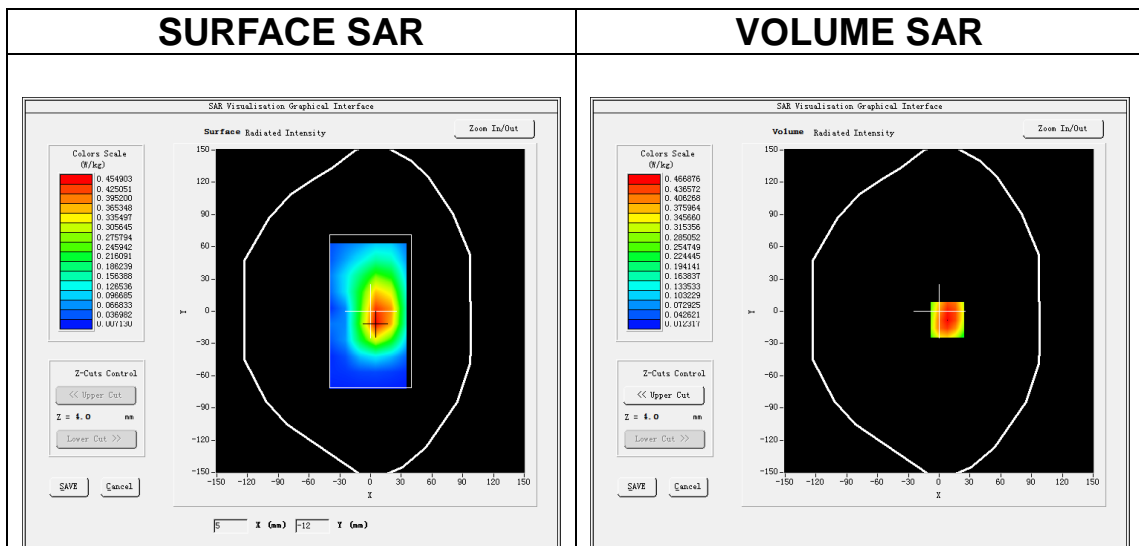 SURFACE SAR
SAR Visualisation Graphical Interface
Surface Radiated Intensity
Zoom In/Out
Colors Scale
(W/kg)
0.454903
0.425051
0.395200
0.365348
0.335497
0.305645
0.275794
0.245942
0.216091
0.186239
0.156388
0.126536
0.096685
0.066833
0.036982
0.007130
Z-Cuts Control
<< Upper Cut
Z = 4.0 mm
Lower Cut >>
SAVE Cancel
150
120
90
60
30
0
-30
-60
-90
-120
-150
Y
-150 -120 -90 -60 -30 0 30 60 90 120 150
X
5 X (mm) -12 Y (mm)
VOLUME SAR
SAR Visualisation Graphical Interface
Volume Radiated Intensity
Zoom In/Out
Colors Scale
(W/kg)
0.466876
0.436572
0.406268
0.375964
0.345660
0.315356
0.285052
0.254749
0.224445
0.194141
0.163837
0.133533
0.103229
0.072925
0.042621
0.012317
Z-Cuts Control
<< Upper Cut
Z = 4.0 mm
Lower Cut >>
SAVE Cancel
150
120
90
60
30
0
-30
-60
-90
-120
-150
Y
-150 -120 -90 -60 -30 0 30 60 90 120 150
X